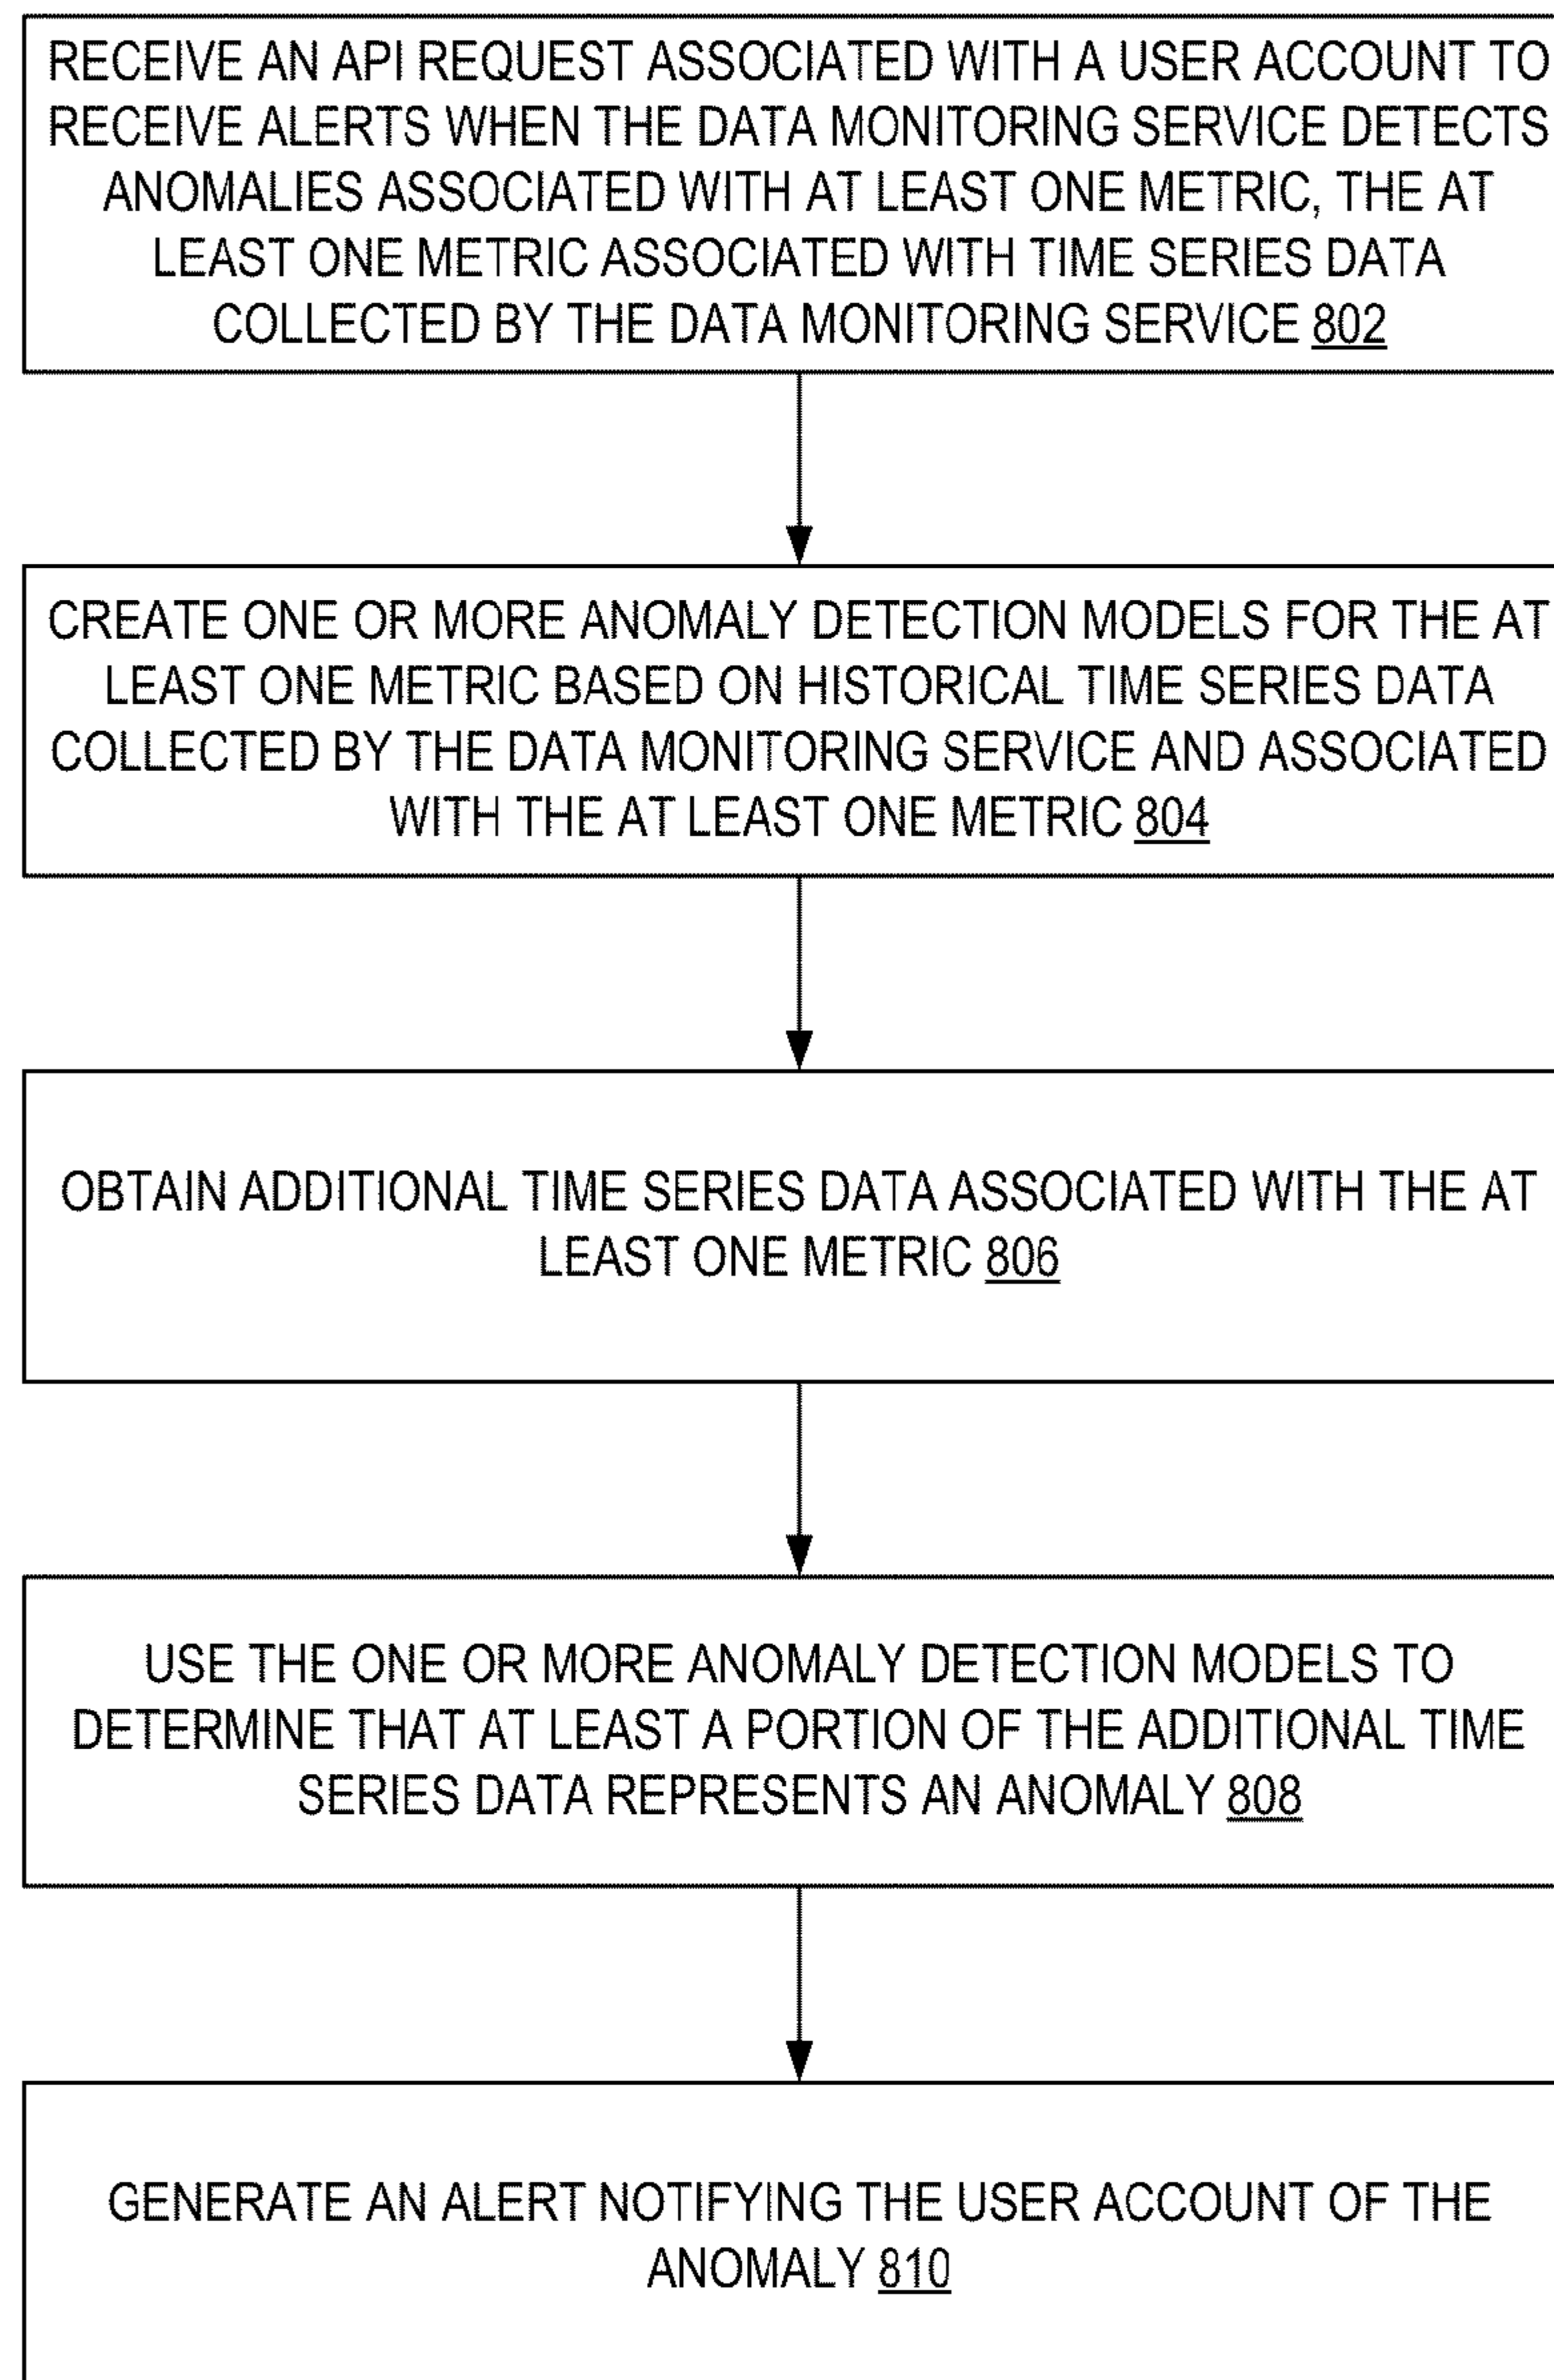 RECEIVE AN API REQUEST ASSOCIATED WITH A USER ACCOUNT TO
RECEIVE ALERTS WHEN THE DATA MONITORING SERVICE DETECTS
ANOMALIES ASSOCIATED WITH AT LEAST ONE METRIC, THE AT
LEAST ONE METRIC ASSOCIATED WITH TIME SERIES DATA
COLLECTED BY THE DATA MONITORING SERVICE 802
CREATE ONE OR MORE ANOMALY DETECTION MODELS FOR THE AT
LEAST ONE METRIC BASED ON HISTORICAL TIME SERIES DATA
COLLECTED BY THE DATA MONITORING SERVICE AND ASSOCIATED
WITH THE AT LEAST ONE METRIC 804
OBTAIN ADDITIONAL TIME SERIES DATA ASSOCIATED WITH THE AT
LEAST ONE METRIC 806
USE THE ONE OR MORE ANOMALY DETECTION MODELS TO
DETERMINE THAT AT LEAST A PORTION OF THE ADDITIONAL TIME
SERIES DATA REPRESENTS AN ANOMALY 808
GENERATE AN ALERT NOTIFYING THE USER ACCOUNT OF THE
ANOMALY 810